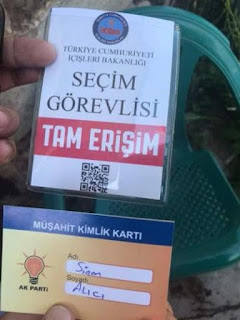 TÜRKİYE CUMHURİYETİ
İÇİŞLERİ BAKANLIĞI
SEÇİM
GÖREVLİSİ
TAM ERİŞİM
MÜŞAHİT KİMLİK KARTI
Adı
Soyadı
ALICI
AK PARTİ